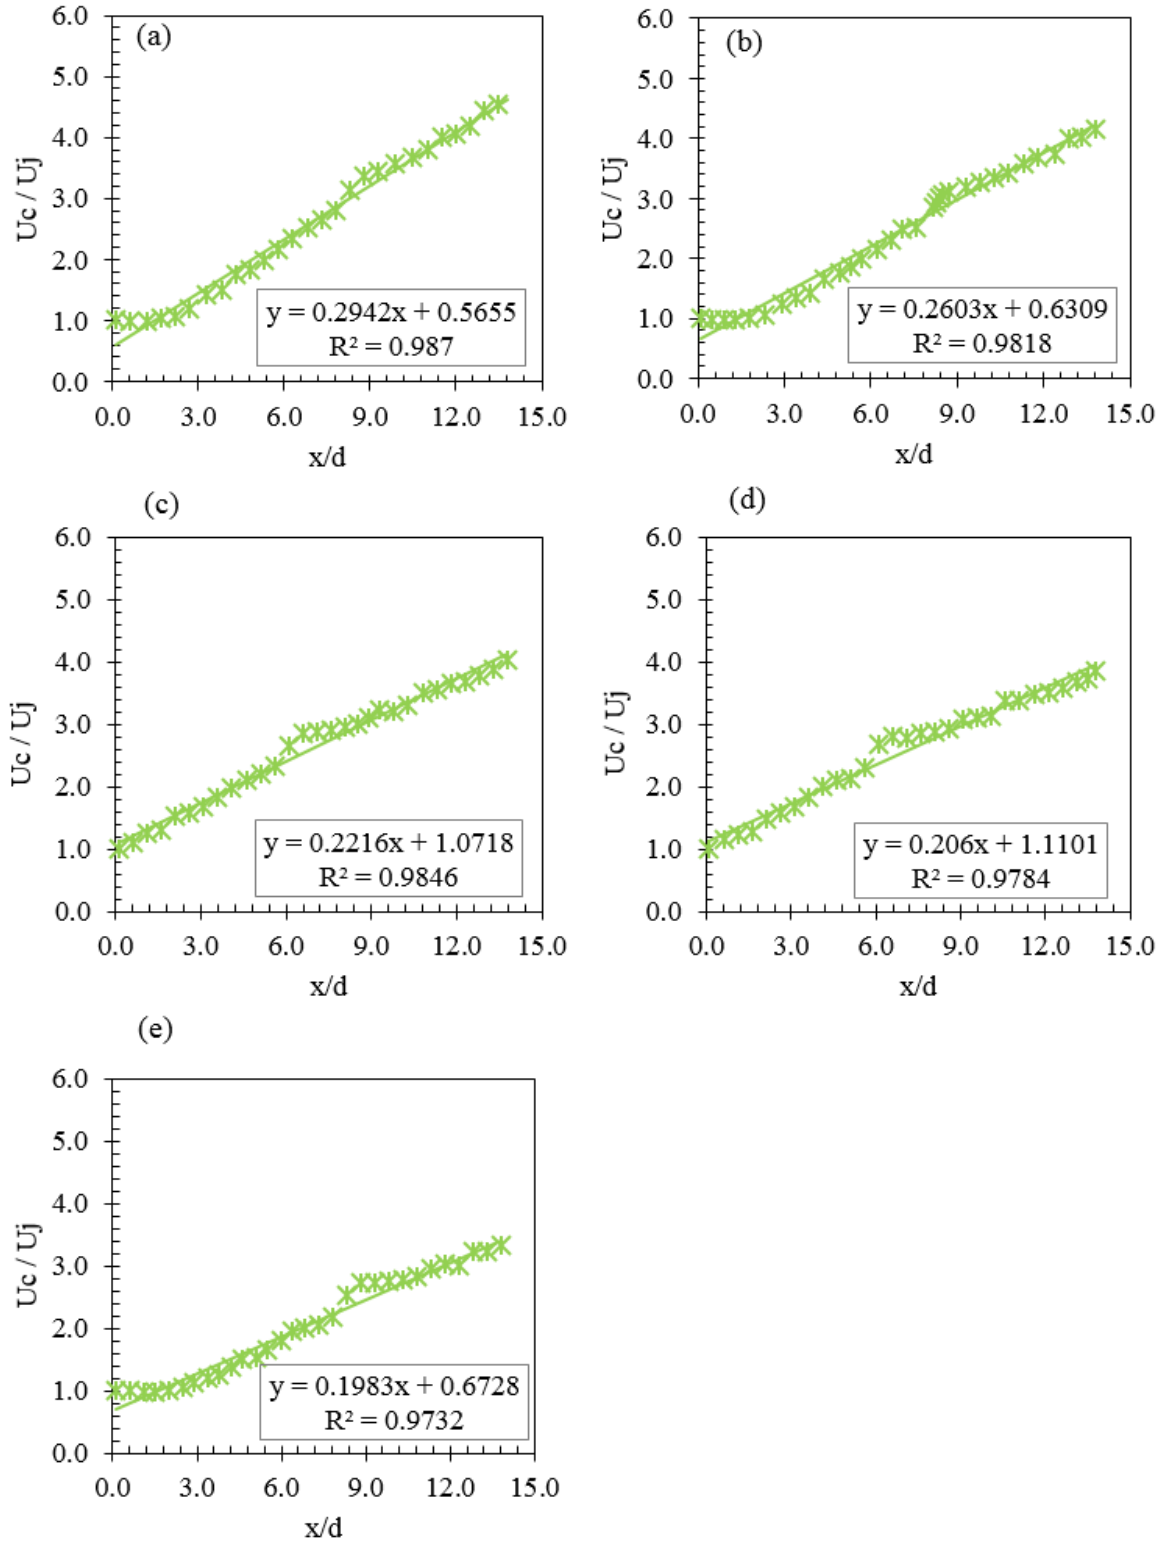 (a)
6.0
5.0
4.0
3.0
2.0
1.0
0.0
Uc / Uj
y = 0.2942x + 0.5655
R² = 0.987
0.0 3.0 6.0 9.0 12.0 15.0
x/d
(b)
6.0
5.0
4.0
3.0
2.0
1.0
0.0
Uc / Uj
y = 0.2603x + 0.6309
R² = 0.9818
0.0 3.0 6.0 9.0 12.0 15.0
x/d
(c)
6.0
5.0
4.0
3.0
2.0
1.0
0.0
Uc / Uj
y = 0.2216x + 1.0718
R² = 0.9846
0.0 3.0 6.0 9.0 12.0 15.0
x/d
(d)
6.0
5.0
4.0
3.0
2.0
1.0
0.0
Uc / Uj
y = 0.206x + 1.1101
R² = 0.9784
0.0 3.0 6.0 9.0 12.0 15.0
x/d
(e)
6.0
5.0
4.0
3.0
2.0
1.0
0.0
Uc / Uj
y = 0.1983x + 0.6728
R² = 0.9732
0.0 3.0 6.0 9.0 12.0 15.0
x/d